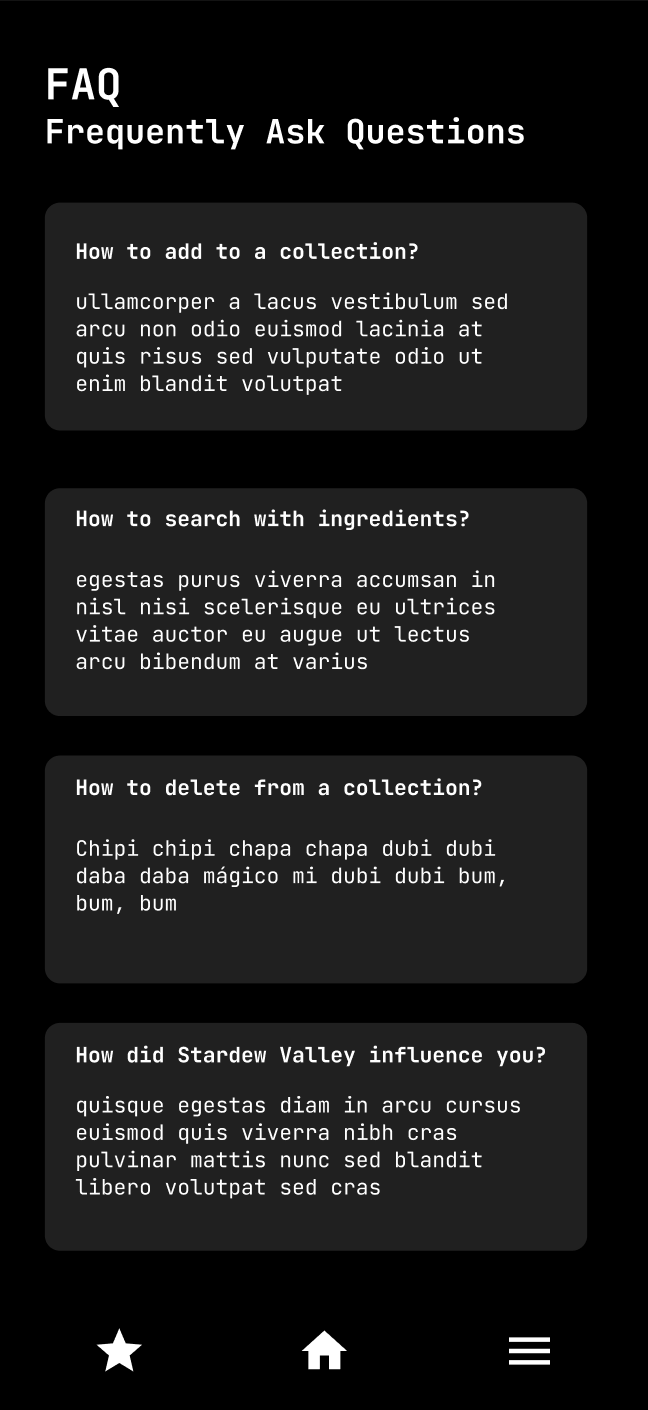 FAQ
Frequently Ask Questions
How to add to a collection?
ullamcorper a lacus vestibulum sed
arcu non odio euismod lacinia at
quis risus sed vulputate odio ut
enim blandit volutpat
How to search with ingredients?
egestas purus viverra accumsan in
nisl nisi scelerisque eu ultrices
vitae auctor eu augue ut lectus
arcu bibendum at varius
How to delete from a collection?
Chipi chipi chapa chapa dubi dubi
daba daba mágico mi dubi dubi bum,
bum, bum
How did Stardew Valley influence you?
quisque egestas diam in arcu cursus
euismod quis viverra nibh cras
pulvinar mattis nunc sed blandit
libero volutpat sed cras